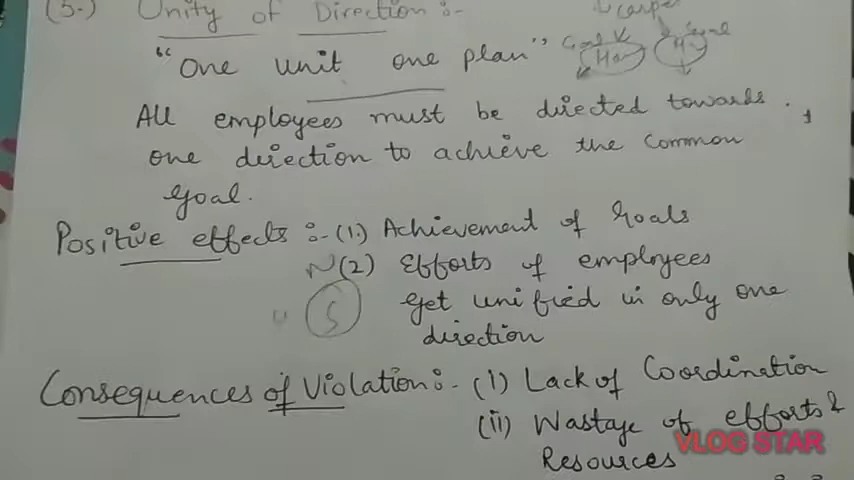 (5.) Unity of Direction :-
"One unit one plan"
All employees must be directed towards
one direction to achieve the common
Goal.
Positive effects :- (1.) Achievement of Goals
(2) Efforts of employees
Get unified in only one
direction
Consequences of Violation :- (i) Lack of Coordination
(ii) Wastage of efforts &
Resources
VLOG STAR